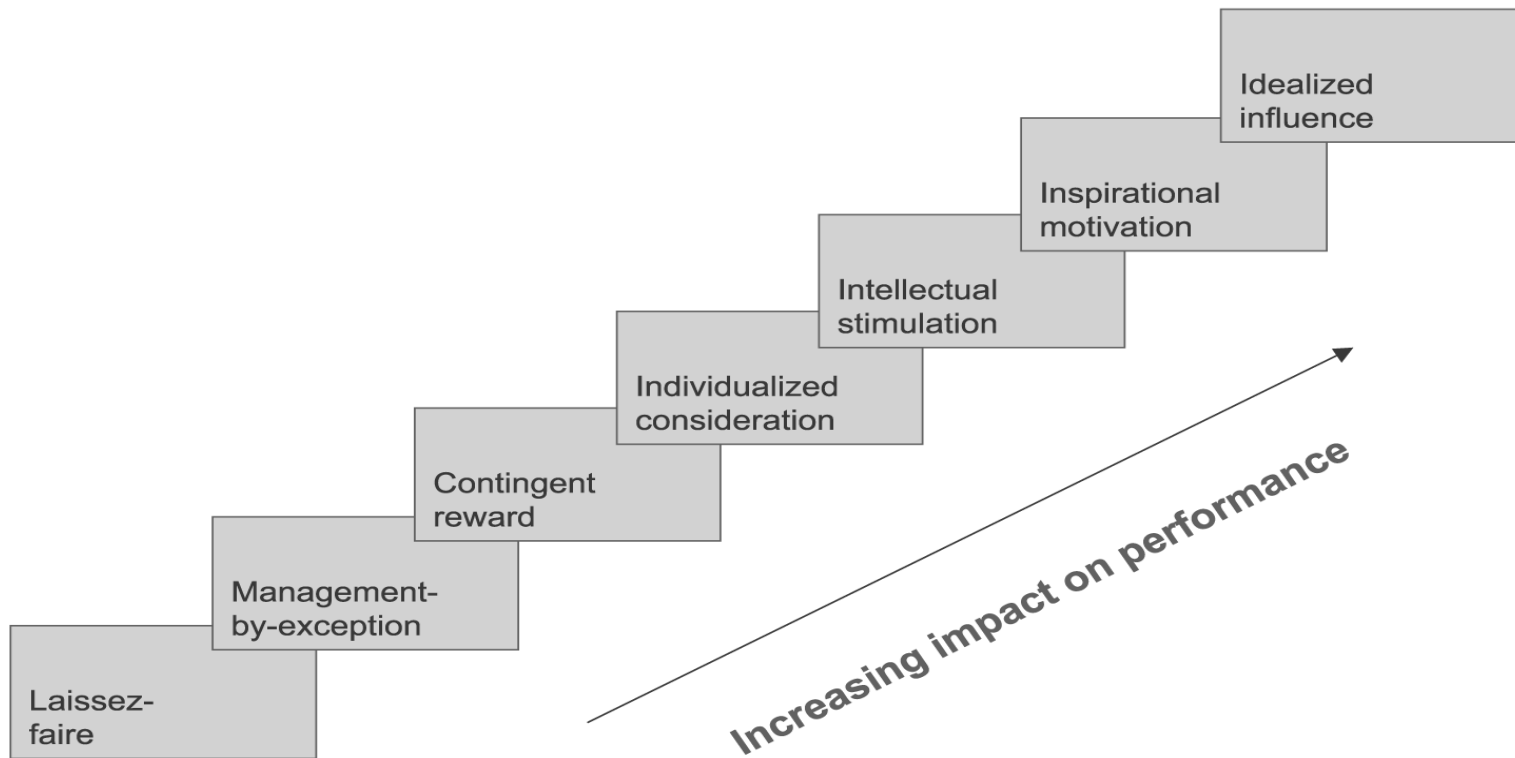 Idealized
influence
Inspirational
motivation
Intellectual
stimulation
Individualized
consideration
Contingent
reward
Management-
by-exception
Laissez-
faire
Increasing impact on performance